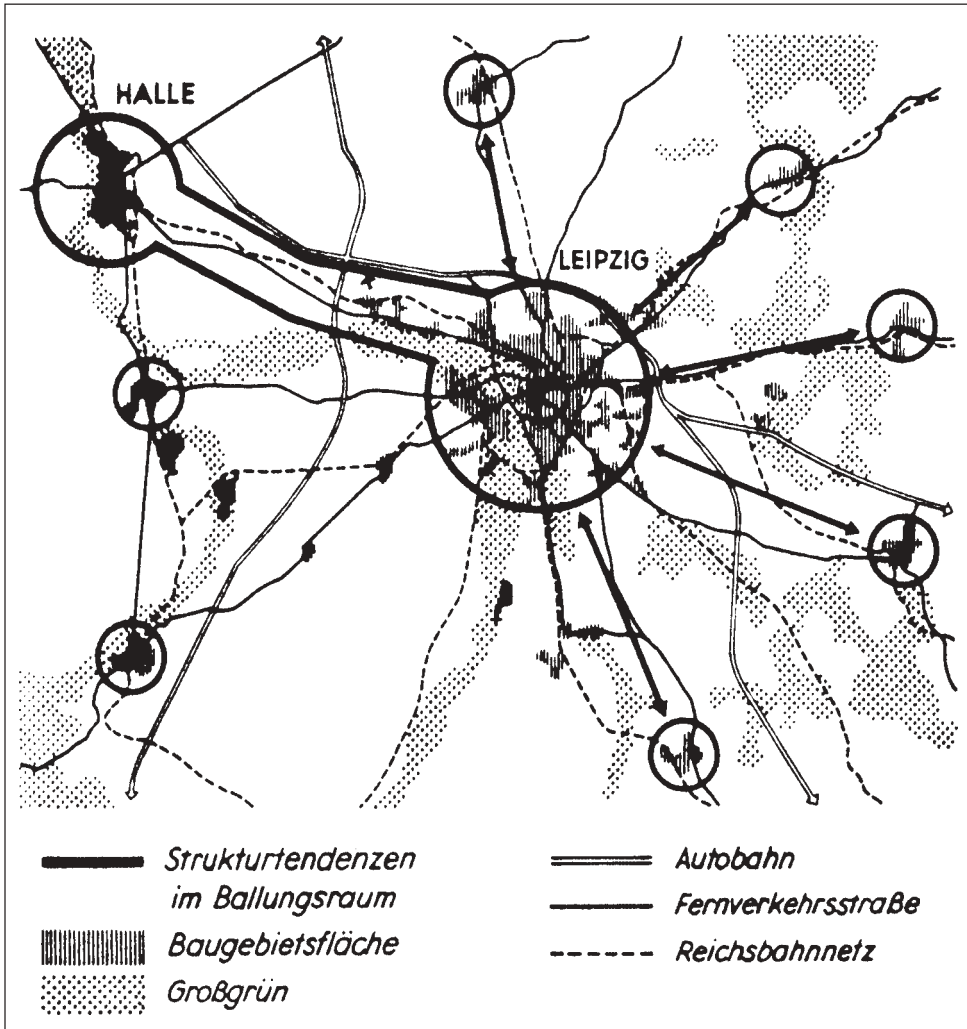 HALLE
LEIPZIG
Strukturtendenzen
im Ballungsraum
Baugebietsfläche
Großgrün
Autobahn
Fernverkehrsstraße
Reichsbahnnetz